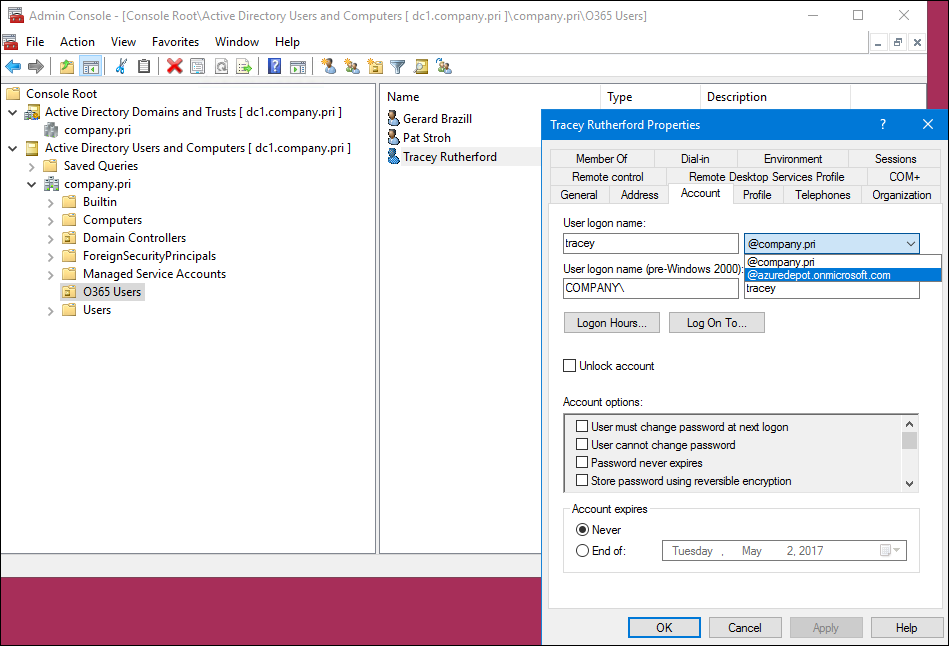 Admin Console - [Console Root\Active Directory Users and Computers [ dc1.company.pri ]\company.pri\O365 Users]
File Action View Favorites Window Help
Console Root
Active Directory Domains and Trusts [ dc1.company.pri ]
company.pri
Active Directory Users and Computers [ dc1.company.pri ]
Saved Queries
company.pri
Builtin
Computers
Domain Controllers
ForeignSecurityPrincipals
Managed Service Accounts
O365 Users
Users
Name Type Description
Gerard Brazill
Pat Stroh
Tracey Rutherford
Tracey Rutherford Properties ?
Member Of Dial-in Environment Sessions
Remote control Remote Desktop Services Profile COM+
General Address Account Profile Telephones Organization
User logon name:
tracey @company.pri
@company.pri
User logon name (pre-Windows 2000): @azuredepot.onmicrosoft.com
COMPANY\ tracey
Logon Hours... Log On To...
Unlock account
Account options:
User must change password at next logon
User cannot change password
Password never expires
Store password using reversible encryption
Account expires
Never
End of: Tuesday , May 2, 2017
OK Cancel Apply Help